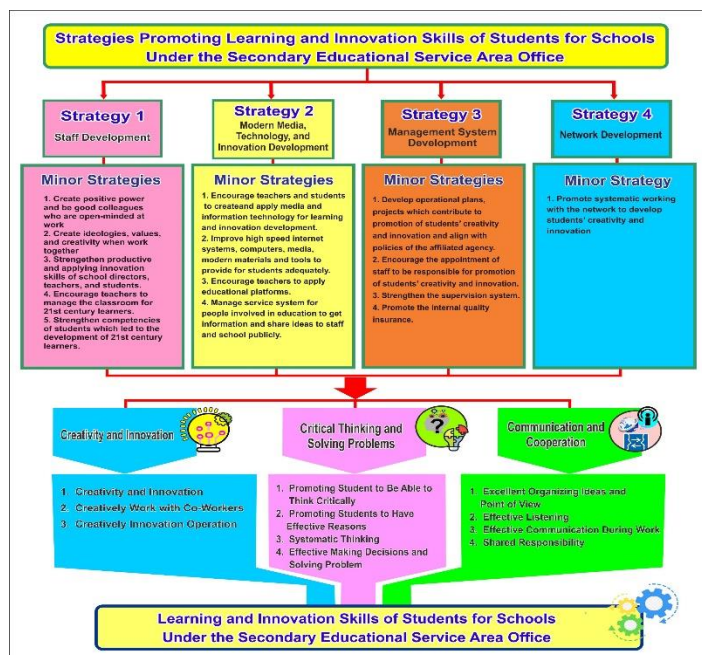 Strategies Promoting Learning and Innovation Skills of Students for Schools
Under the Secondary Educational Service Area Office
Strategy 1
Staff Development
Strategy 2
Modern Media,
Technology, and
Innovation Development
Strategy 3
Management System
Development
Strategy 4
Network Development
Minor Strategies
1. Create positive power
and be good colleagues
who are open-minded at
work
2. Create ideologies, values,
and creativity when work
together
3. Strengthen productive
and applying innovation
skills of school directors,
teachers, and students.
4. Encourage teachers to
manage the classroom for
21st century learners.
5. Strengthen competencies
of students which led to the
development of 21st century
learners.
Minor Strategies
1. Encourage teachers and students
to createand apply media and
information technology for learning
and innovation development.
2. Improve high speed internet
systems, computers, media,
modern materials and tools to
provide for students adequately.
3. Encourage teachers to apply
educational platforms.
4. Manage service system for
people involved in education to get
information and share ideas to staff
and school publicly.
Minor Strategies
1. Develop operational plans,
projects which contribute to
promotion of students' creativity
and innovation and align with
policies of the affiliated agency.
2. Encourage the appointment of
staff to be responsible for promotion
of students' creativity and innovation.
3. Strengthen the supervision system.
4. Promote the internal quality
insurance.
Minor Strategy
1. Promote systematic working
with the network to develop
students' creativity and
innovation
Creativity and Innovation
1 Creativity and Innovation
2 Creatively Work with Co-Workers
3 Creatively Innovation Operation
Critical Thinking and
Solving Problems
1. Promoting Student to Be Able to
Think Critically
2. Promoting Students to Have
Effective Reasons
3. Systematic Thinking
4. Effective Making Decisions and
Solving Problem
Communication and
Cooperation
1. Excellent Organizing Ideas and
Point of View
2. Effective Listening
3. Effective Communication During Work
4. Shared Responsibility
Learning and Innovation Skills of Students for Schools
Under the Secondary Educational Service Area Office